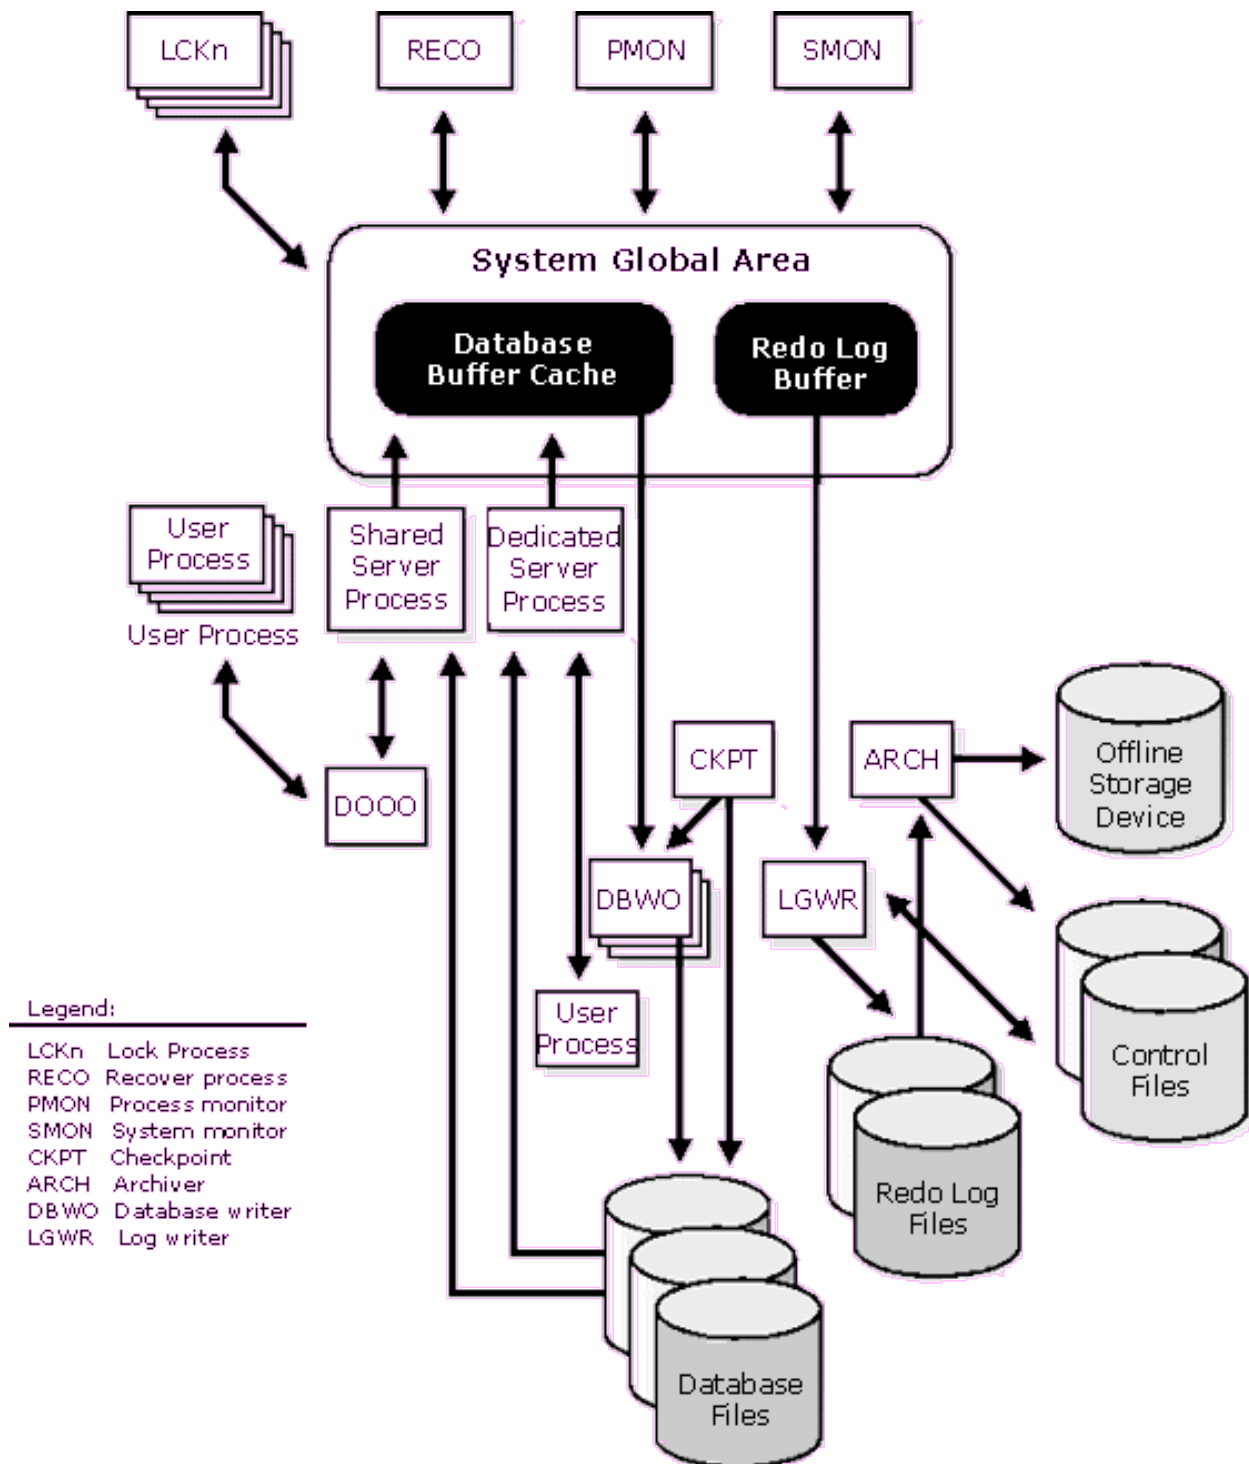 LCKn
RECO
PMON
SMON
System Global Area
Database
Buffer Cache
Redo Log
Buffer
User
Process
User Process
Shared
Server
Process
Dedicated
Server
Process
CKPT
ARCH
Offline
Storage
Device
DOOO
DBWO
LGWR
User
Process
Control
Files
Redo Log
Files
Database
Files
Legend:
LCKn Lock Process
RECO Recover process
PMON Process monitor
SMON System monitor
CKPT Checkpoint
ARCH Archiver
DBWO Database writer
LGWR Log writer